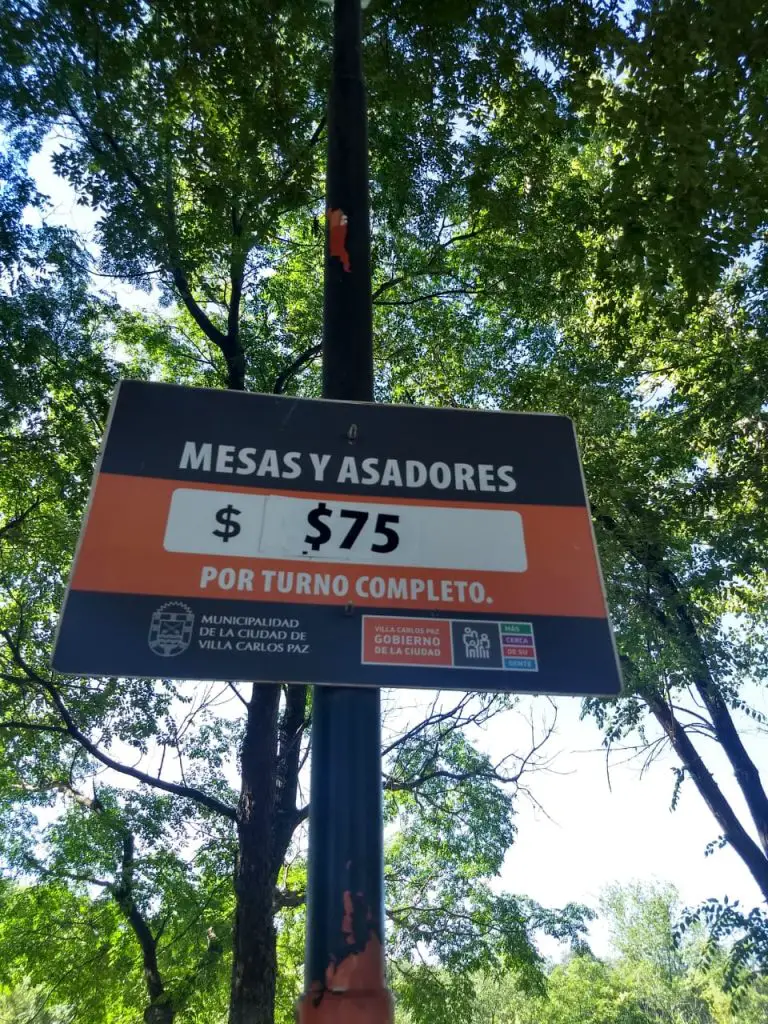 MESAS Y ASADORES
$ $75
POR TURNO COMPLETO.
MUNICIPALIDAD
DE LA CIUDAD DE
VILLA CARLOS PAZ
VILLA CARLOS PAZ
GOBIERNO
DE LA CIUDAD
MÁS
CERCA
DE SU
GENTE